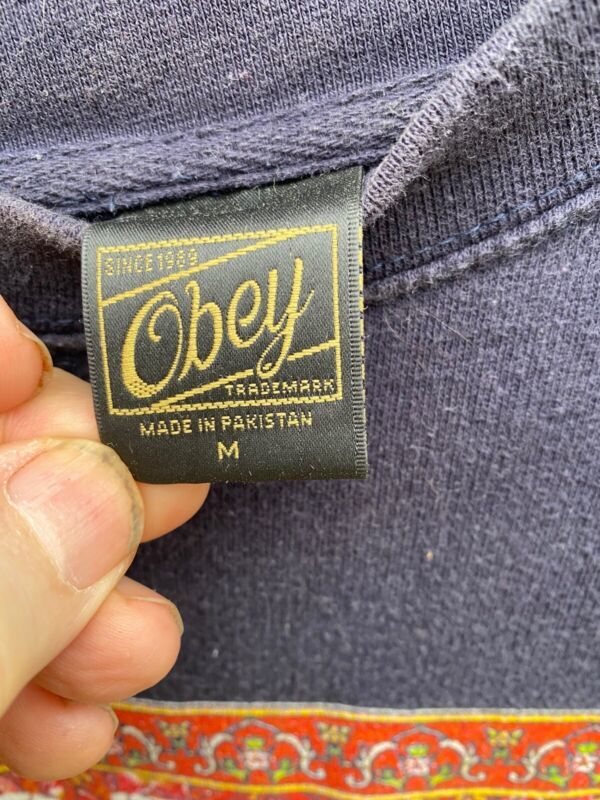 SINCE 1989
Obey
TRADEMARK
MADE IN PAKISTAN
M